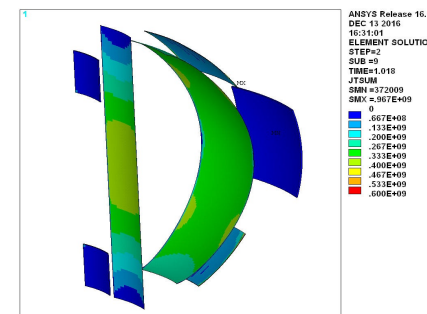 1
MX
ANSYS Release 16.
DEC 13 2016
16:31:01
ELEMENT SOLUTIO
STEP=2
SUB =9
TIME=1.018
JTSUM
SMN =372009
SMX =.967E+09
0
.667E+08
.133E+09
.200E+09
.267E+09
.333E+09
.400E+09
.467E+09
.533E+09
.600E+09